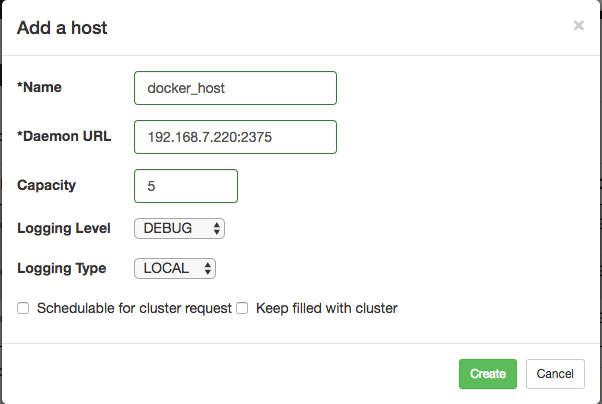 Add a host ×
*Name docker_host
*Daemon URL 192.168.7.220:2375
Capacity 5
Logging Level DEBUG
Logging Type LOCAL
Schedulable for cluster request Keep filled with cluster
Create Cancel